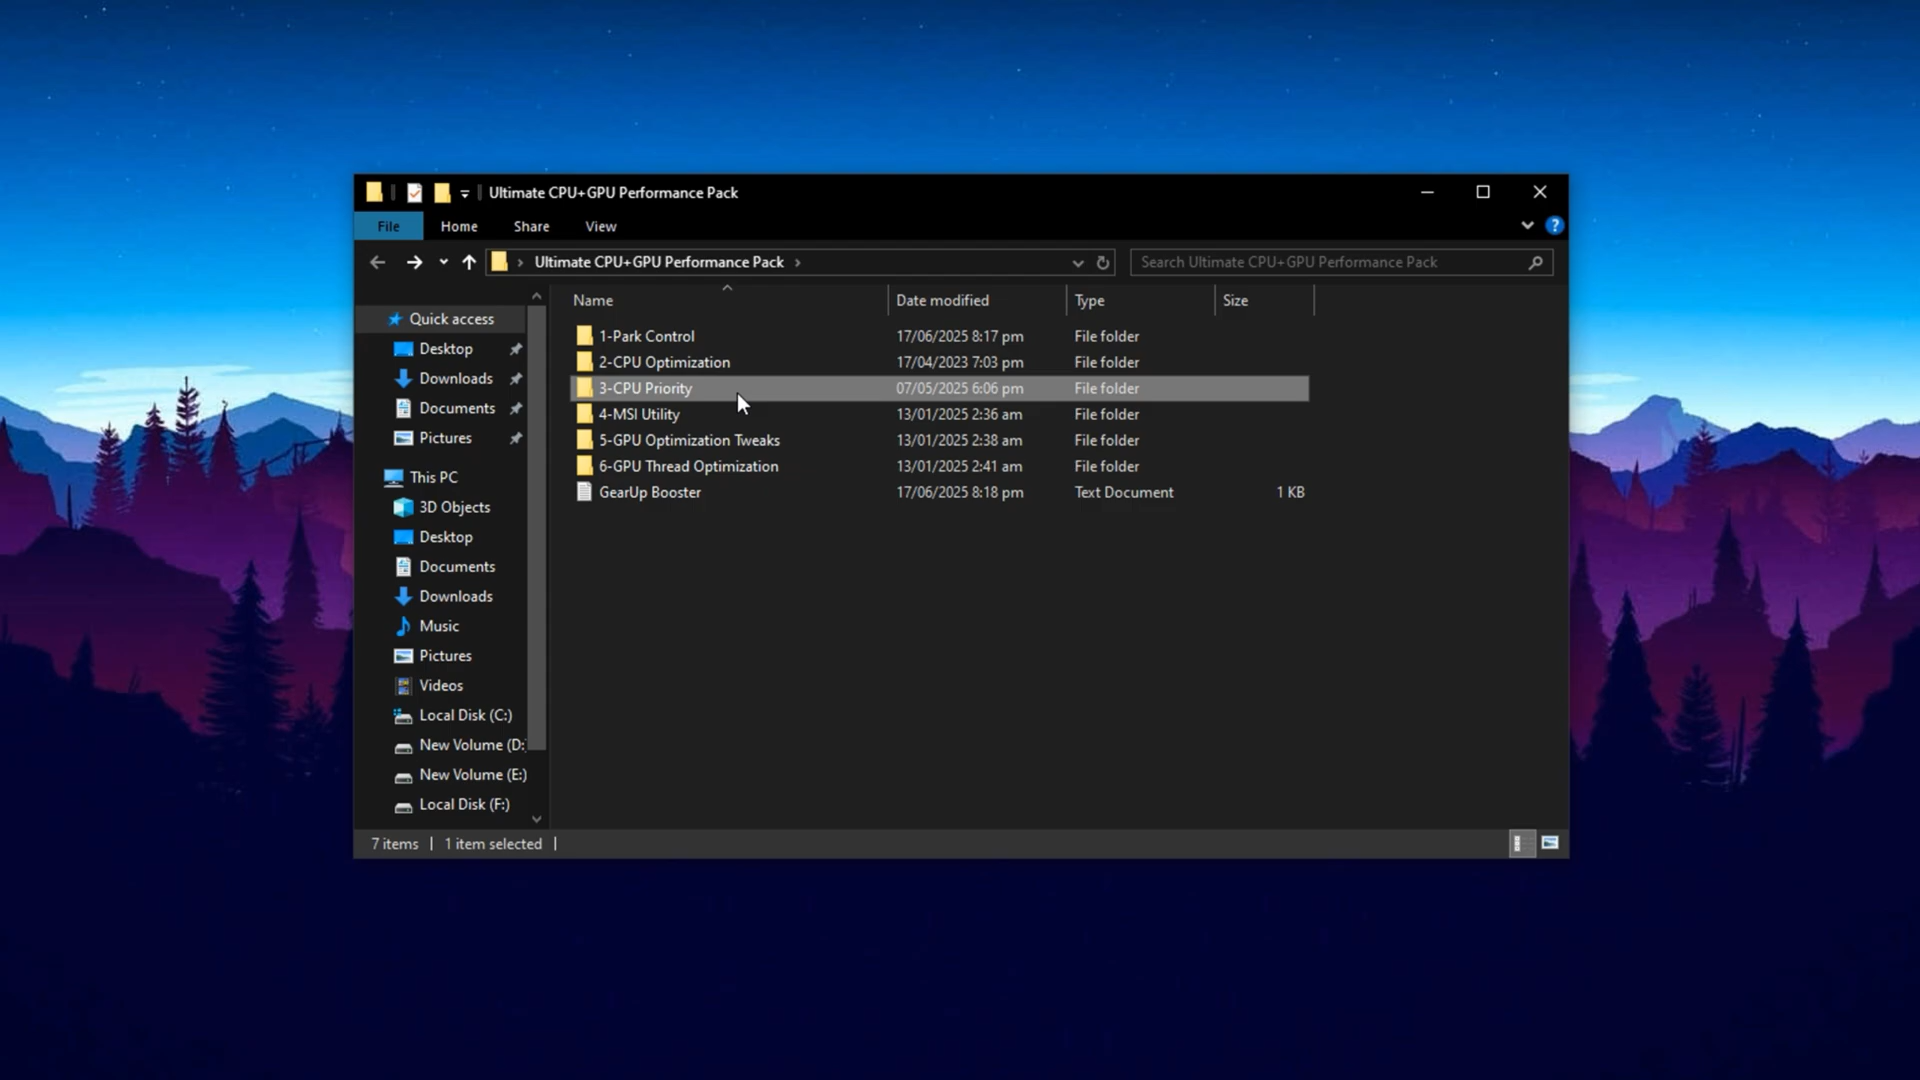 Ultimate CPU+GPU Performance Pack
File Home Share View ?
Ultimate CPU+GPU Performance Pack
Search Ultimate CPU+GPU Performance Pack
Name Date modified Type Size
1-Park Control 17/06/2025 8:17 pm File folder
2-CPU Optimization 17/04/2023 7:03 pm File folder
3-CPU Priority 07/05/2025 6:06 pm File folder
4-MSI Utility 13/01/2025 2:36 am File folder
5-GPU Optimization Tweaks 13/01/2025 2:38 am File folder
6-GPU Thread Optimization 13/01/2025 2:41 am File folder
GearUp Booster 17/06/2025 8:18 pm Text Document 1 KB
Quick access
Desktop
Downloads
Documents
Pictures
This PC
3D Objects
Desktop
Documents
Downloads
Music
Pictures
Videos
Local Disk (C:)
New Volume (D:
New Volume (E:)
Local Disk (F:)
7 items 1 item selected